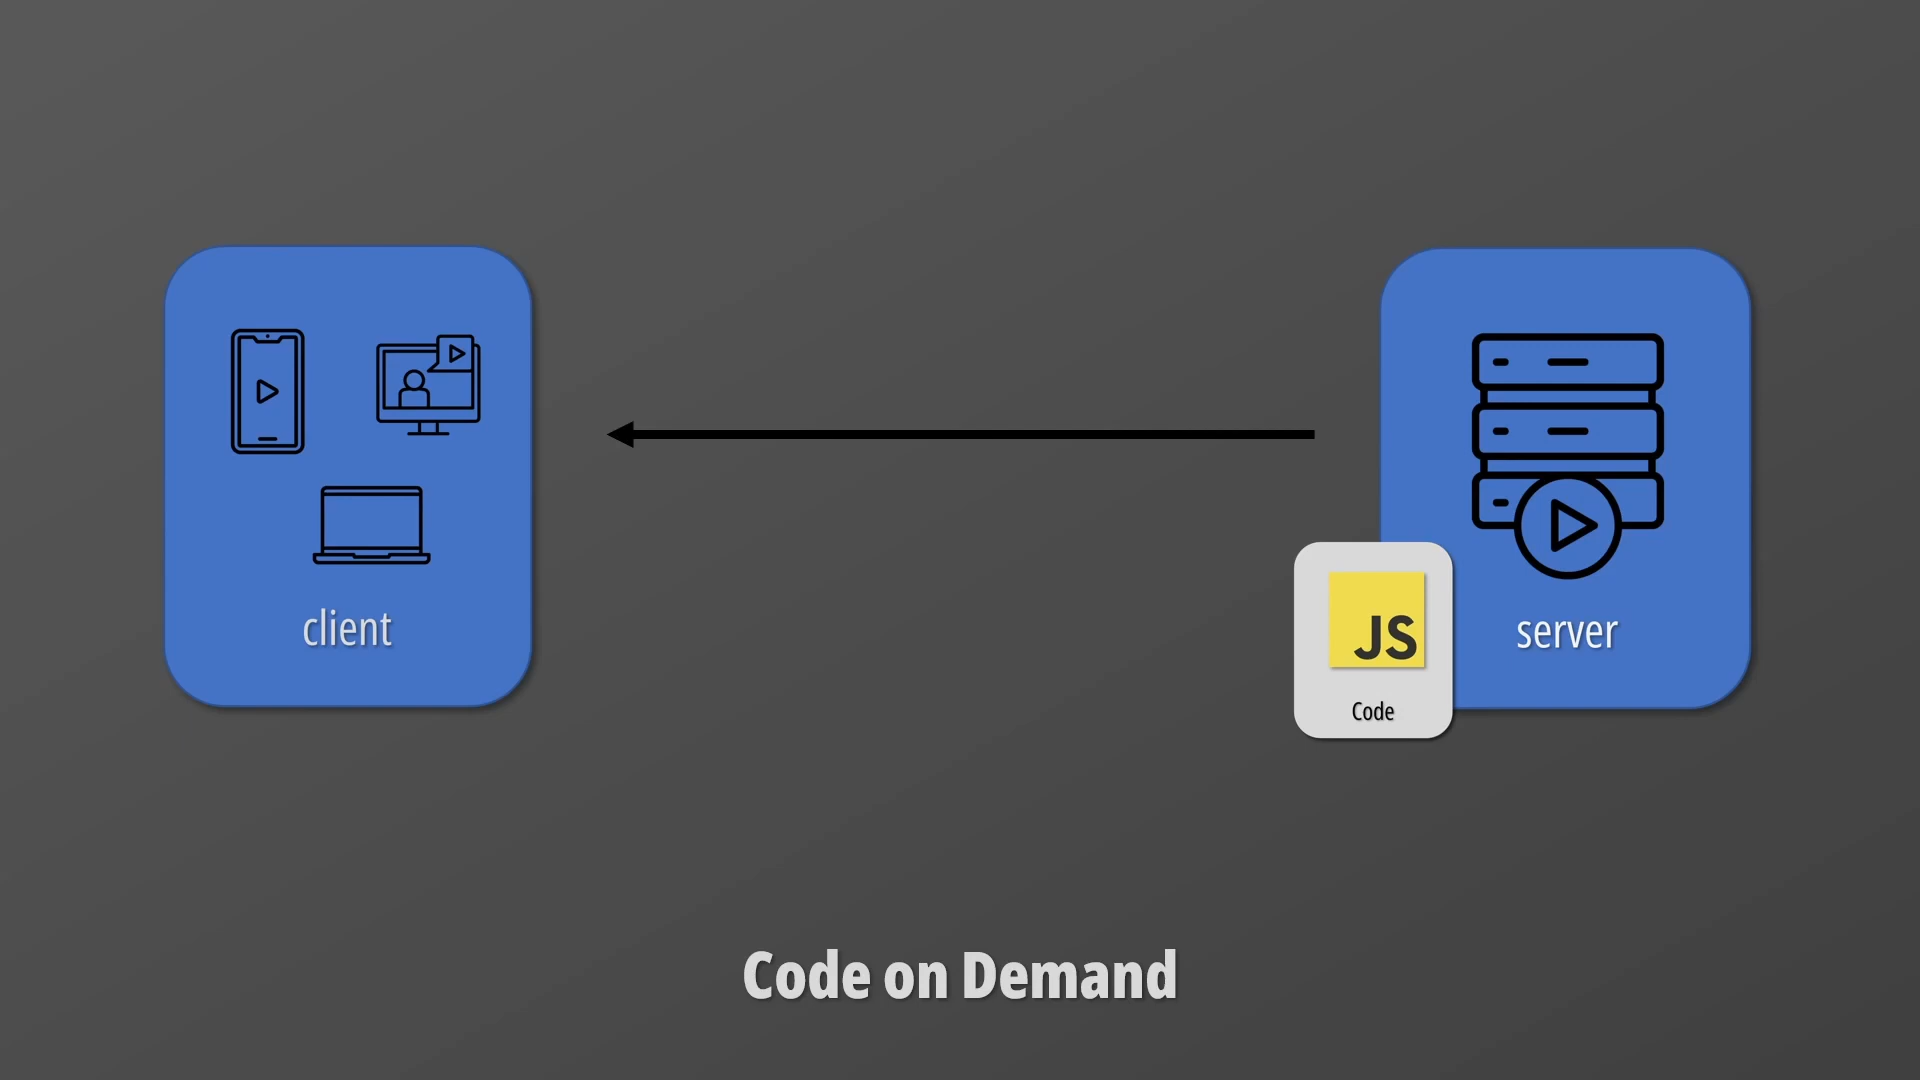 client
server
JS
Code
Code on Demand